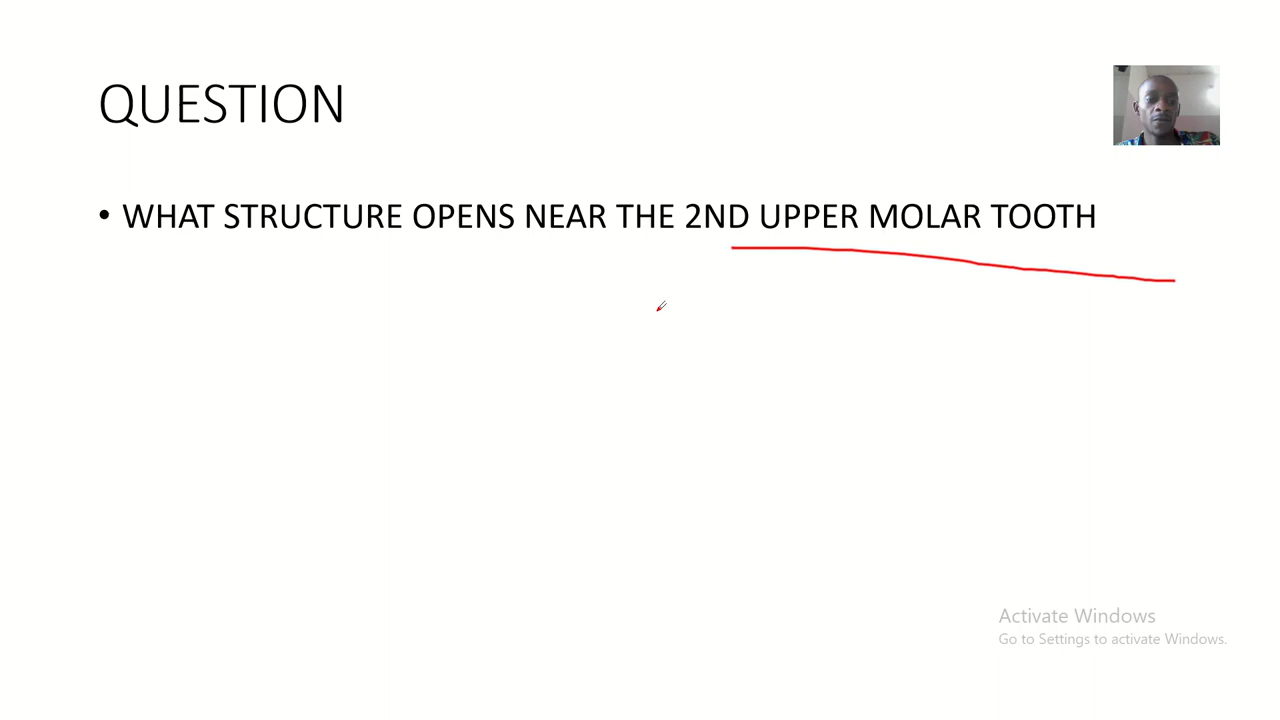 QUESTION
• WHAT STRUCTURE OPENS NEAR THE 2ND UPPER MOLAR TOOTH
Activate Windows
Go to Settings to activate Windows.